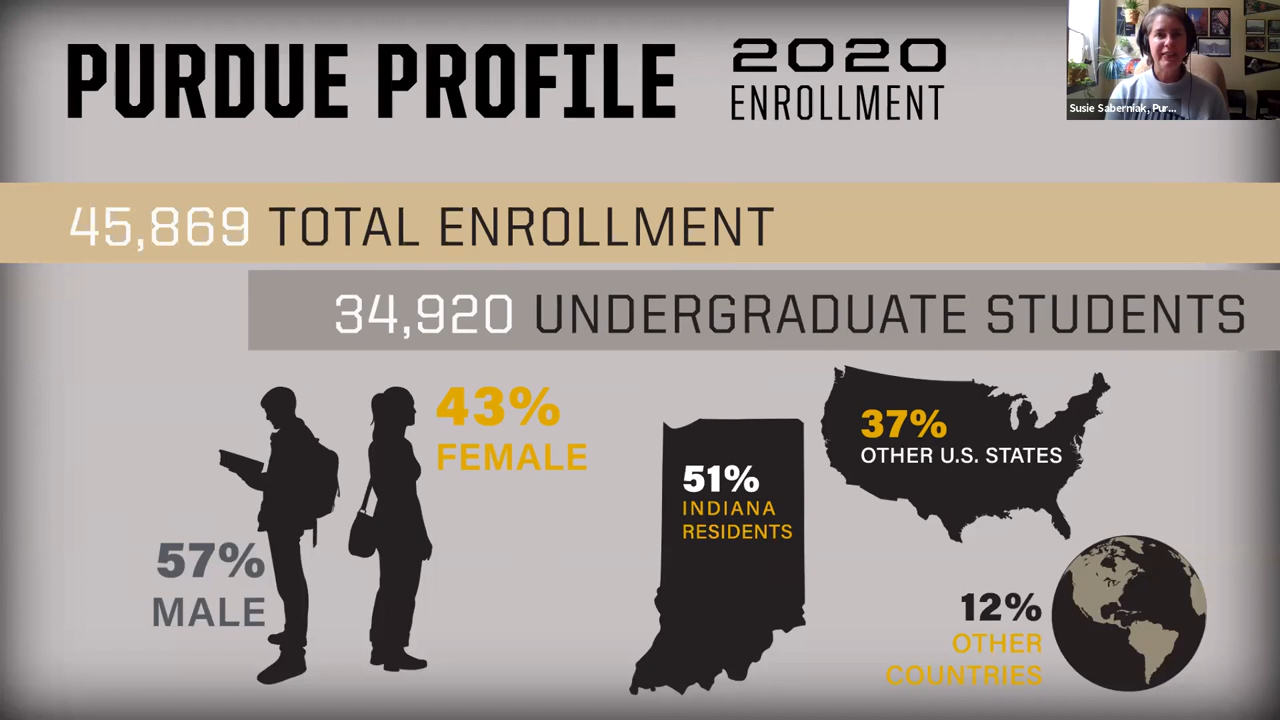 PURDUE PROFILE
2020
ENROLLMENT
Susie Saberniak, Pur...
45,869 TOTAL ENROLLMENT
34,920 UNDERGRADUATE STUDENTS
43%
FEMALE
57%
MALE
51%
INDIANA
RESIDENTS
37%
OTHER U.S. STATES
12%
OTHER
COUNTRIES